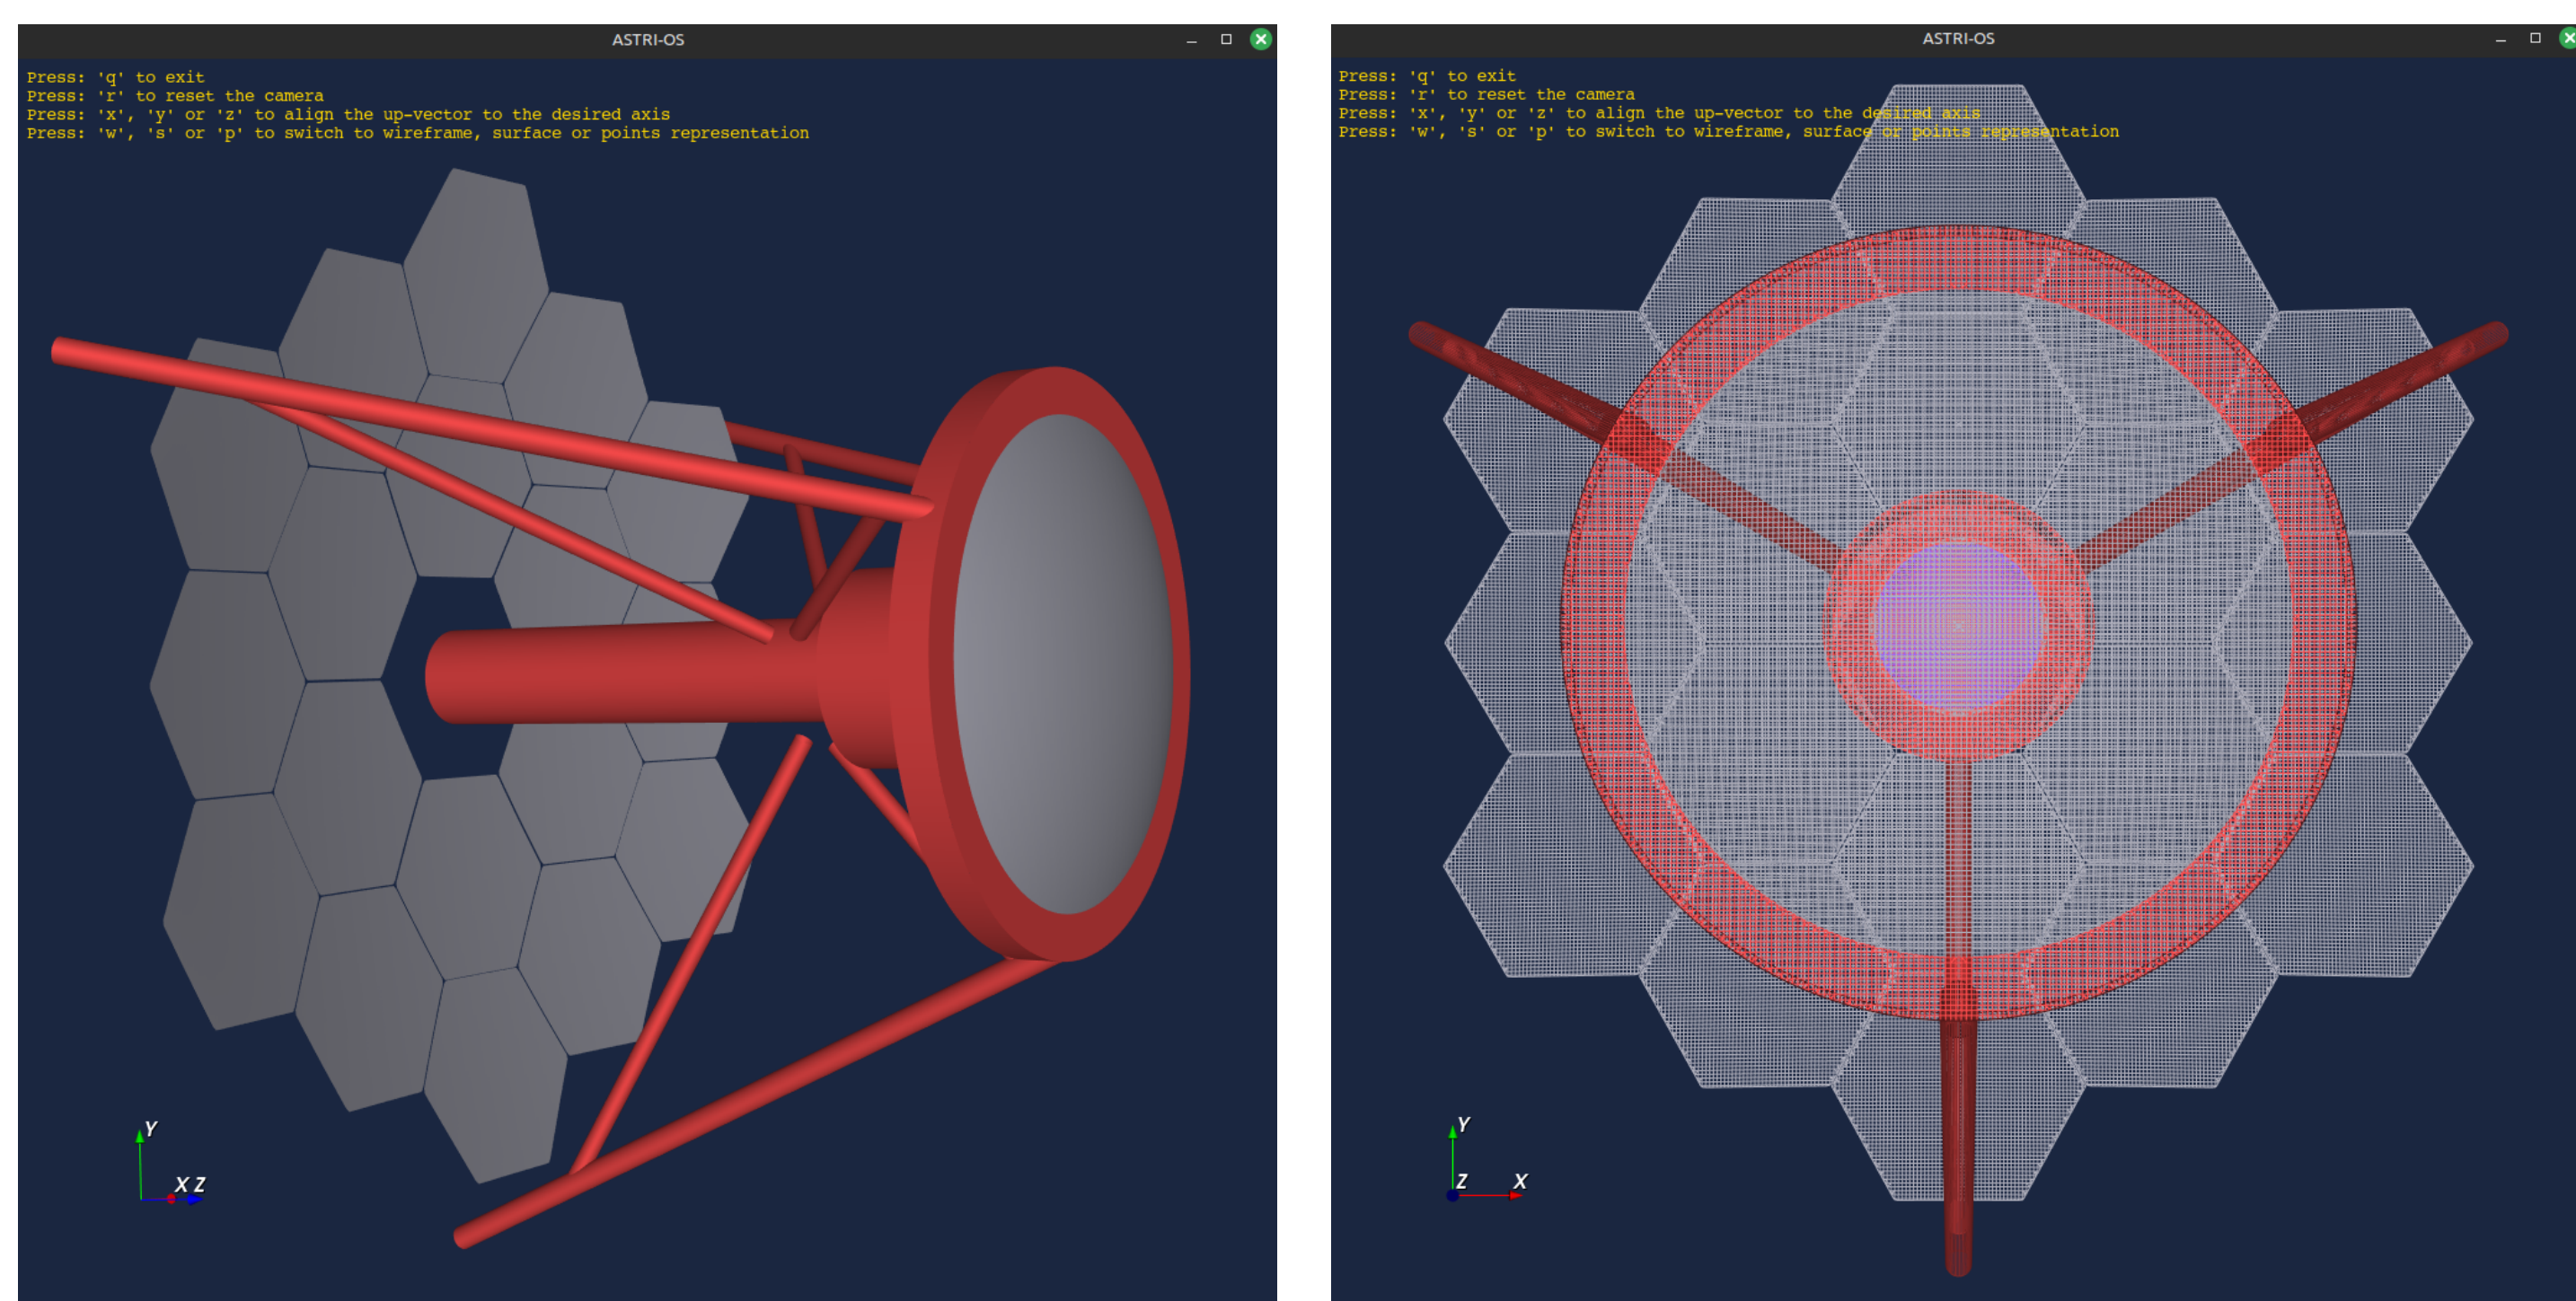 ASTRI-OS
Press: 'q' to exit
Press: 'r' to reset the camera
Press: 'x', 'y' or 'z' to align the up-vector to the desired axis
Press: 'w', 's' or 'p' to switch to wireframe, surface or points representation
Y
X Z
ASTRI-OS
Press: 'q' to exit
Press: 'r' to reset the camera
Press: 'x', 'y' or 'z' to align the up-vector to the desired axis
Press: 'w', 's' or 'p' to switch to wireframe, surface or points representation
Y
Z X